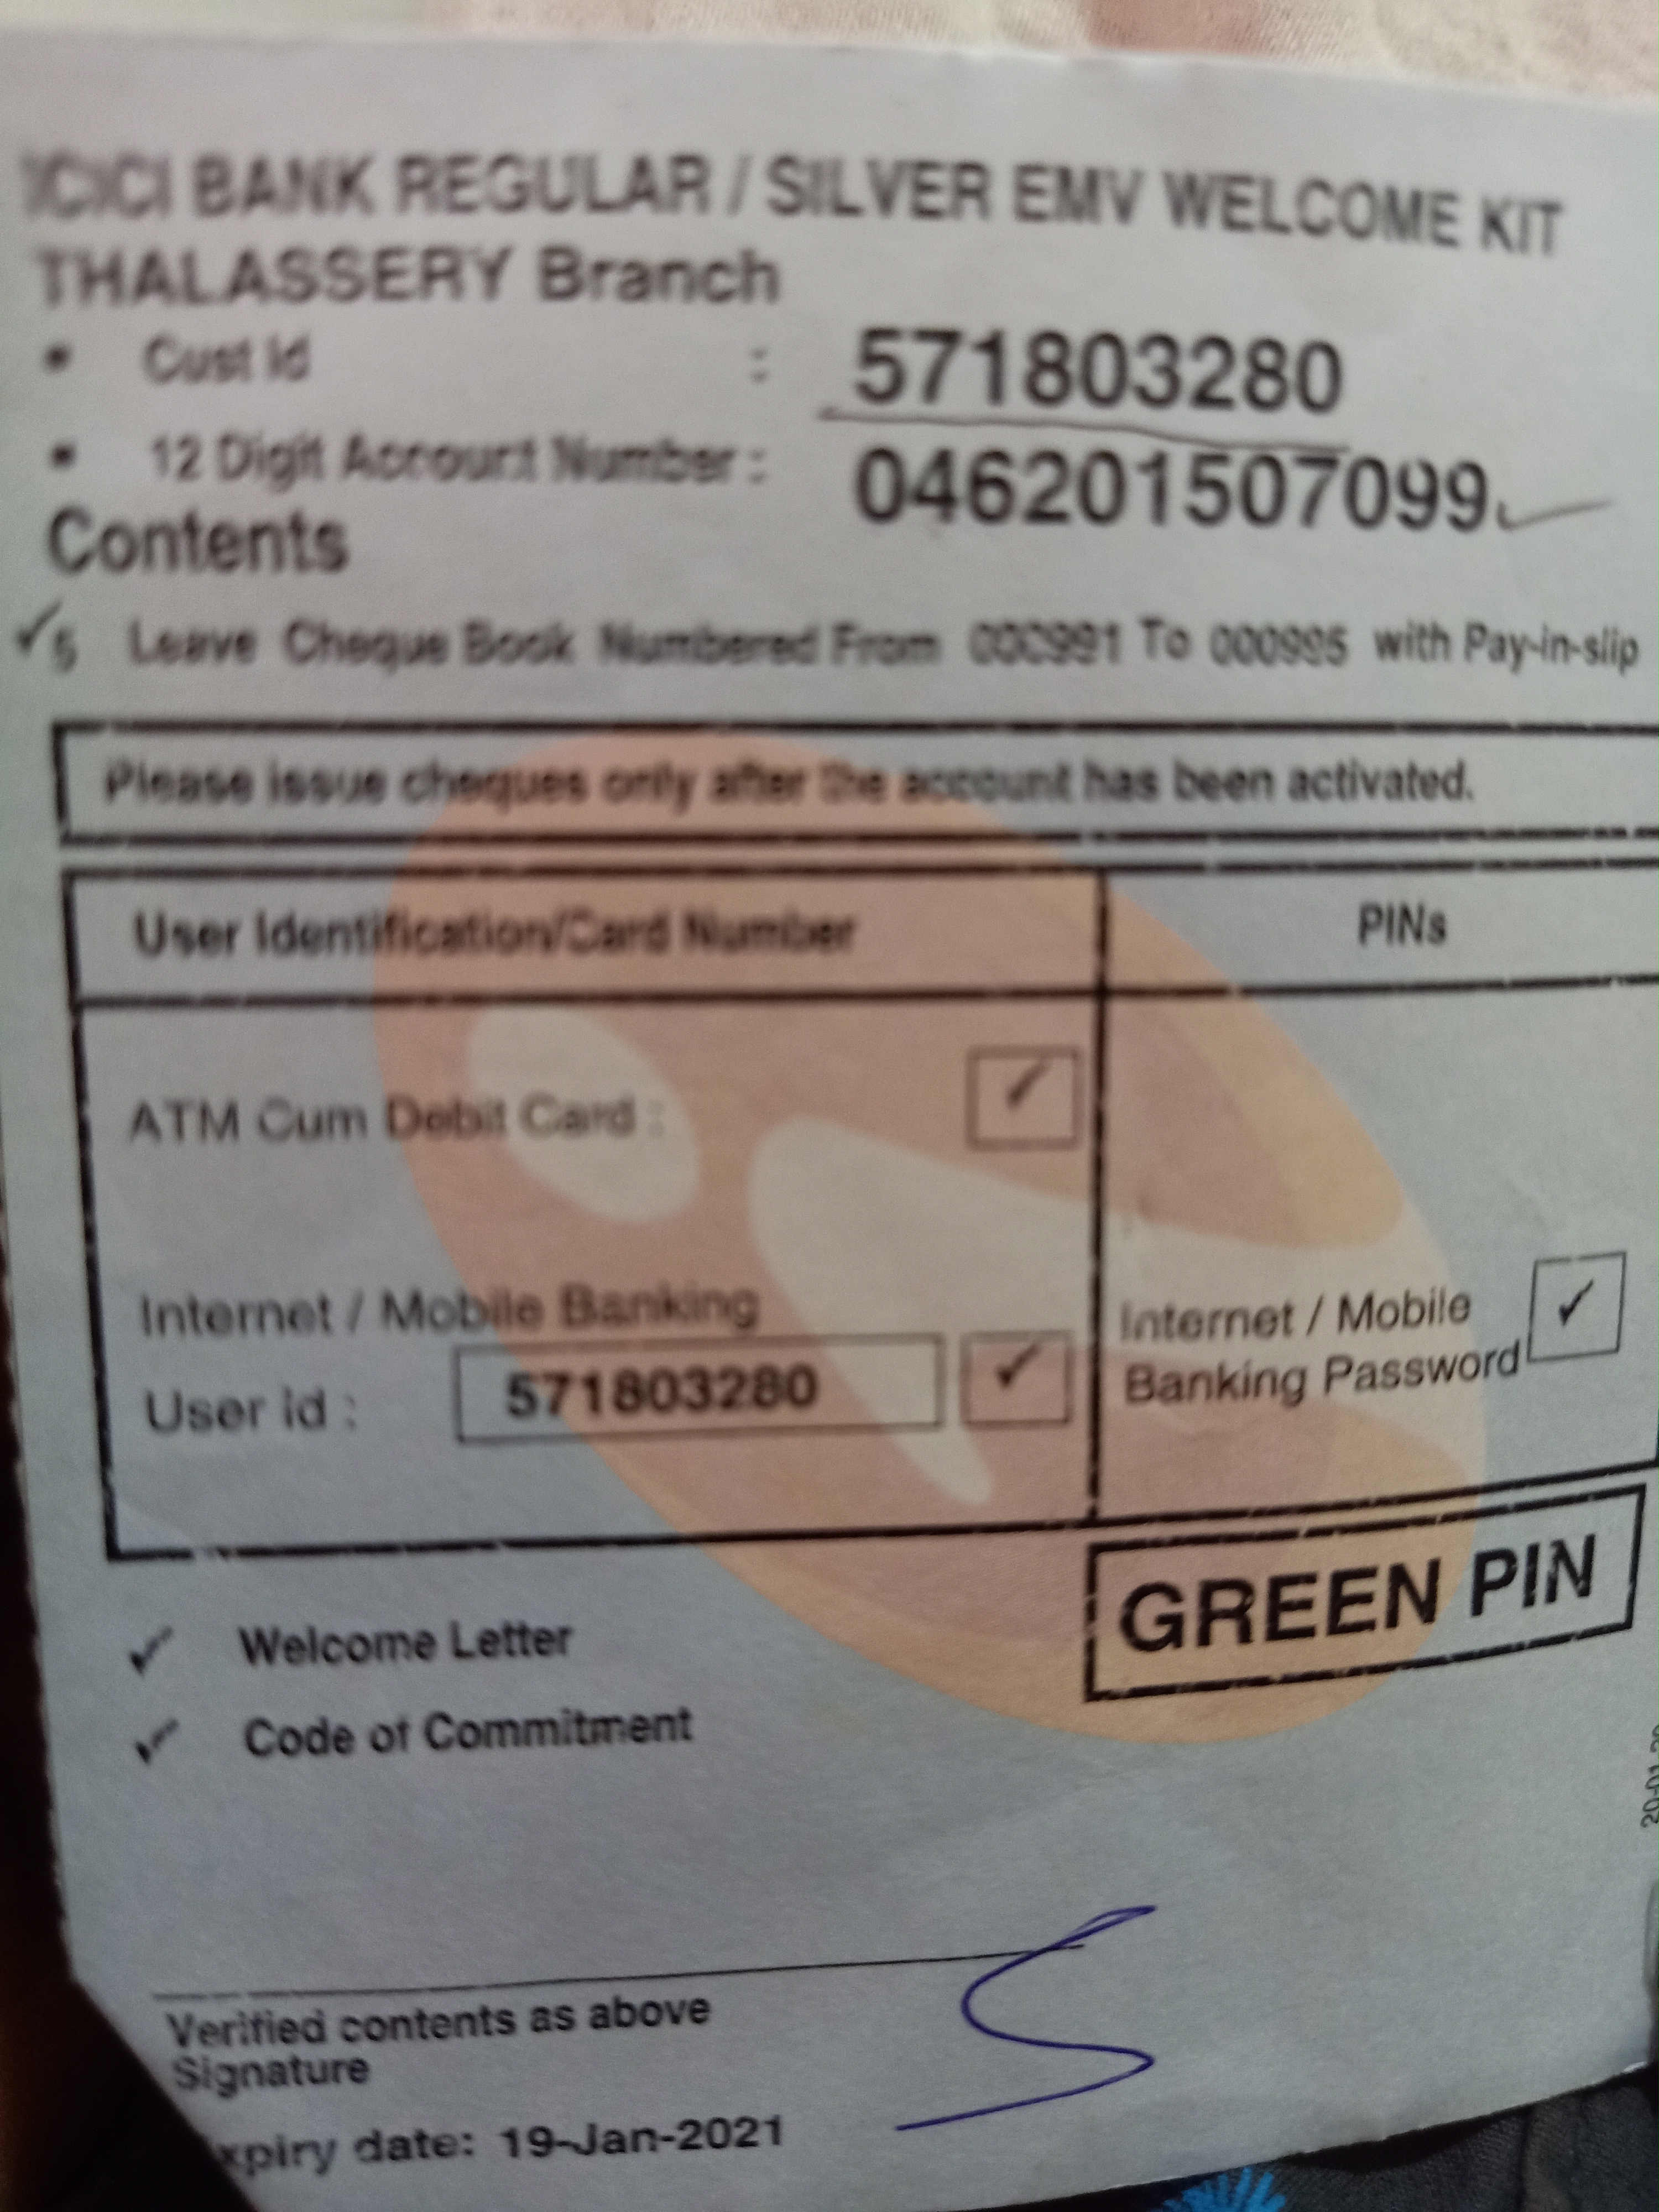 ICICI BANK REGULAR / SILVER EMV WELCOME KIT
THALASSERY Branch
• Cust Id : 571803280
• 12 Digit Account Number : 046201507099
Contents
✓ 5 Leave Cheque Book Numbered From 000991 To 000995 with Pay-in-slip
Please issue cheques only after the account has been activated.
User Identification/Card Number PINs
ATM Cum Debit Card : ✓
Internet / Mobile Banking
User id : 571803280 ✓
Internet / Mobile ✓
Banking Password
GREEN PIN
✓ Welcome Letter
✓ Code of Commitment
Verified contents as above
Signature
xpiry date: 19-Jan-2021